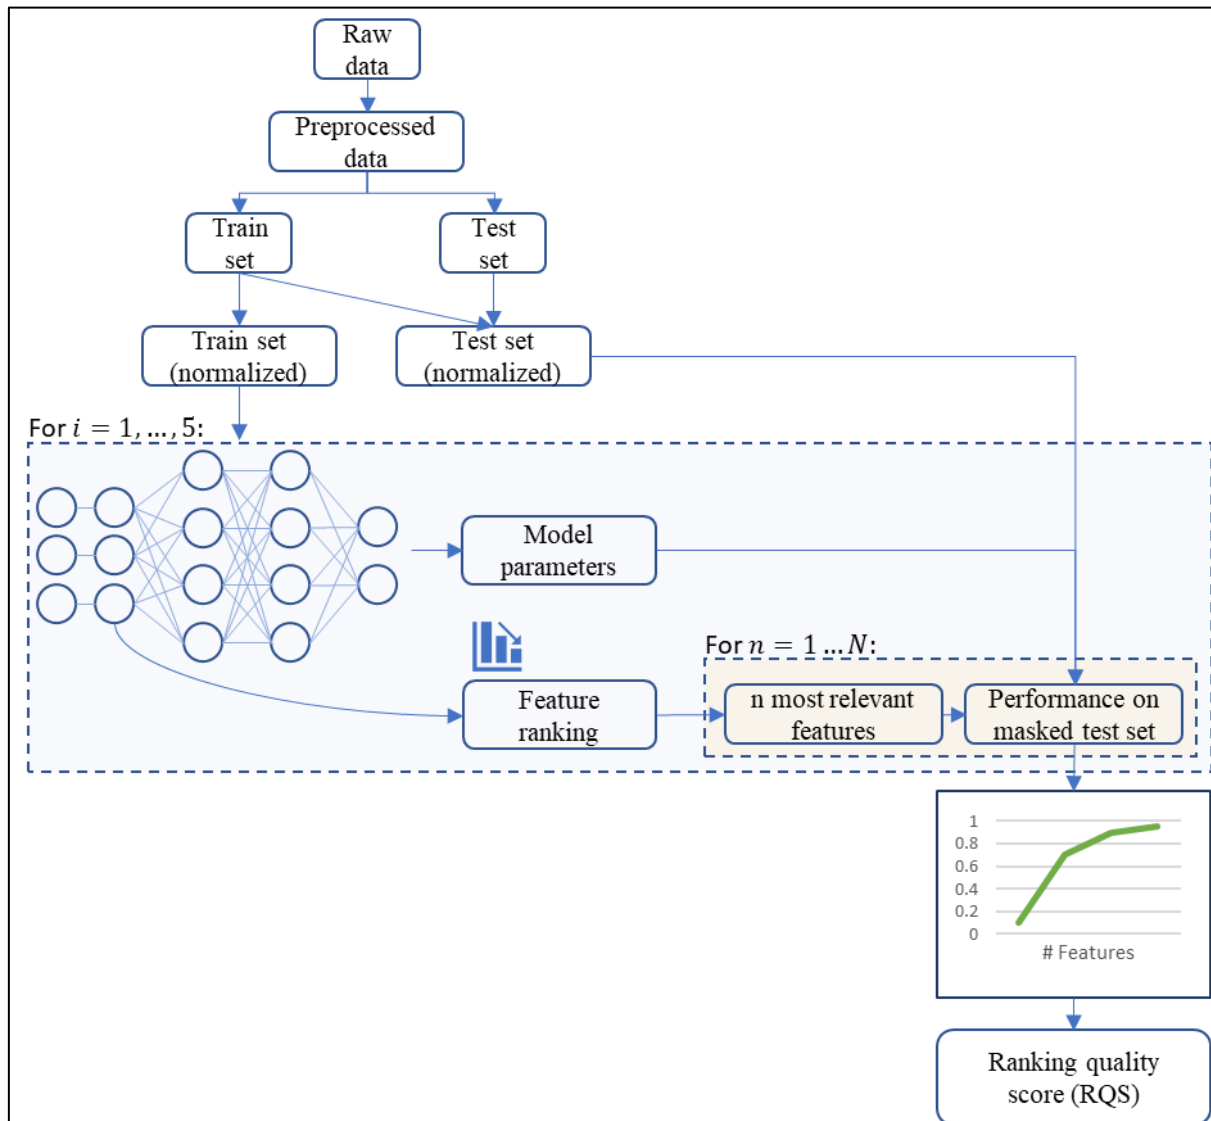 Raw
data
Preprocessed
data
Train
set
Test
set
Train set
(normalized)
Test set
(normalized)
For i = 1, ..., 5:
Model
parameters
For n = 1 ... N:
Feature
ranking
n most relevant
features
Performance on
masked test set
1
0.8
0.6
0.4
0.2
0
# Features
Ranking quality
score (RQS)